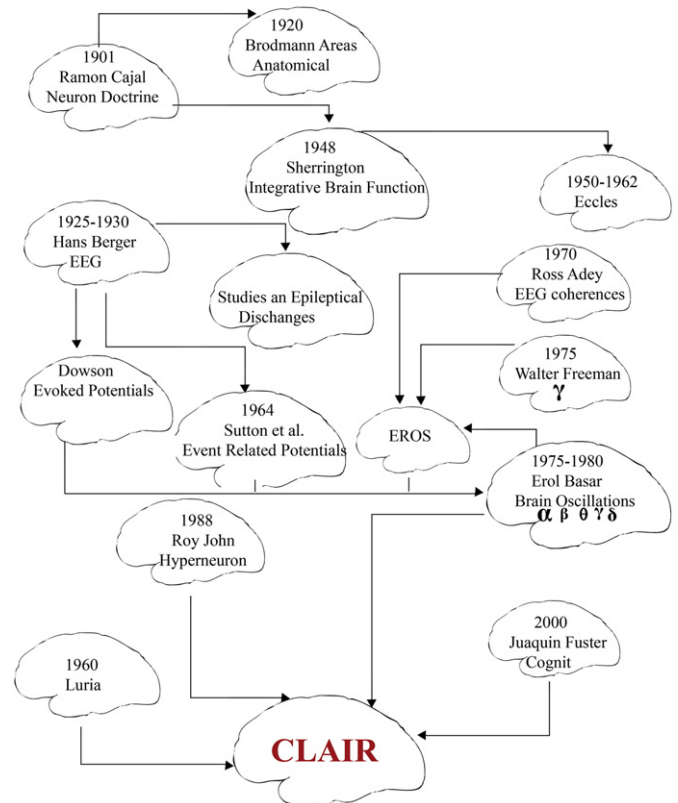 1920
Brodmann Areas
Anatomical
1901
Ramon Cajal
Neuron Doctrine
1948
Sherrington
Integrative Brain Function
1950-1962
Eccles
1925-1930
Hans Berger
EEG
1970
Ross Adey
EEG coherences
Studies an Epileptical
Dischanges
1975
Walter Freeman
γ
Dowson
Evoked Potentials
1964
Sutton et al.
Event Related Potentials
EROS
1975-1980
Erol Basar
Brain Oscillations
α β θ γ δ
1988
Roy John
Hyperneuron
2000
Juaquin Fuster
Cognit
1960
Luria
CLAIR